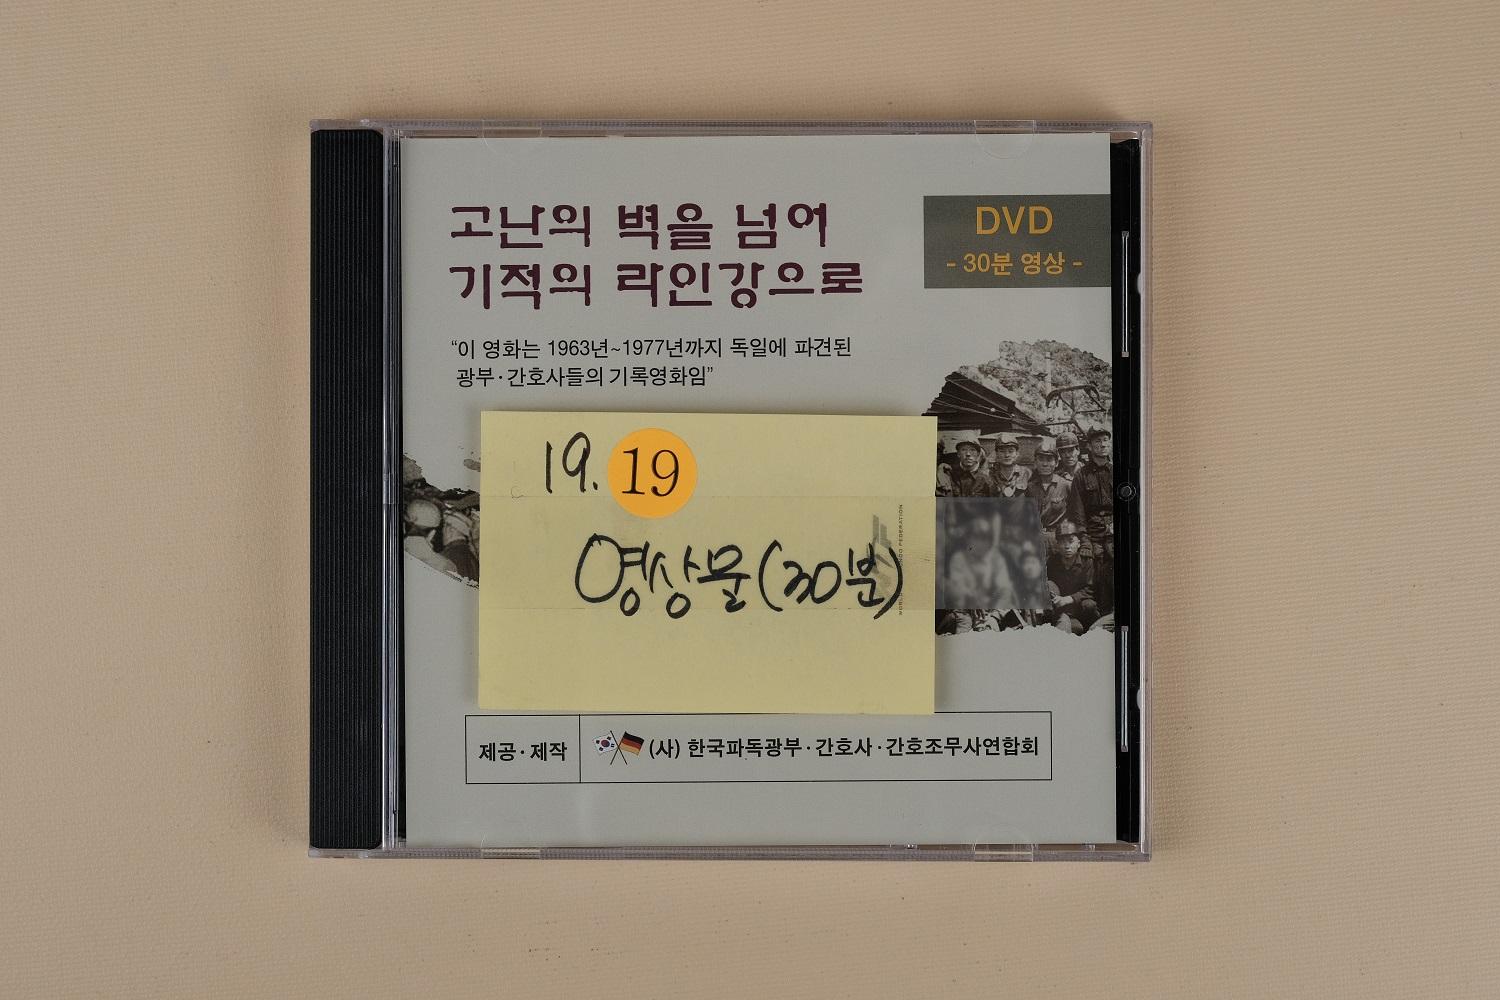 고난의 벽을 넘어
기적의 라인강으로
DVD
- 30분 영상 -
“이 영화는 1963년~1977년까지 독일에 파견된
광부·간호사들의 기록영화임”
19. 19
영상물(30분)
제공·제작
(사) 한국파독광부·간호사·간호조무사연합회